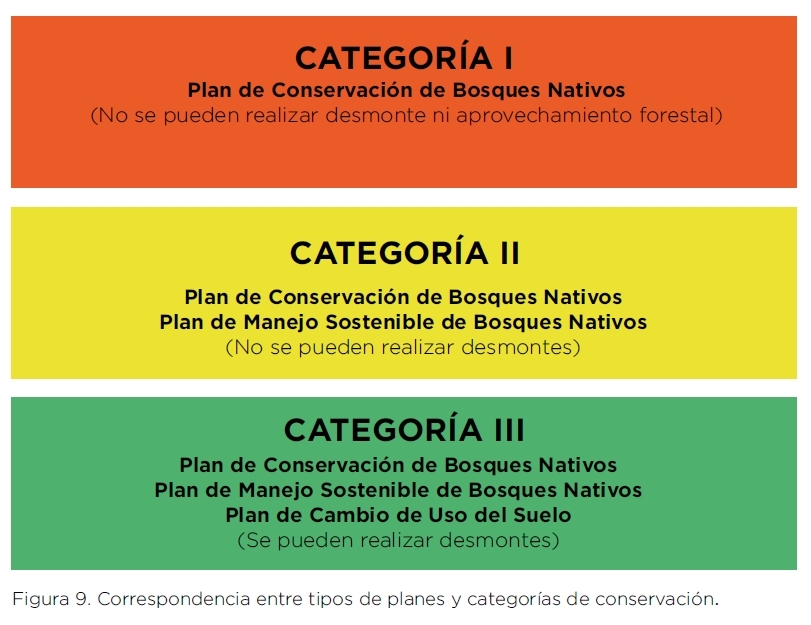 CATEGORÍA I
Plan de Conservación de Bosques Nativos
(No se pueden realizar desmonte ni aprovechamiento forestal)
CATEGORÍA II
Plan de Conservación de Bosques Nativos
Plan de Manejo Sostenible de Bosques Nativos
(No se pueden realizar desmontes)
CATEGORÍA III
Plan de Conservación de Bosques Nativos
Plan de Manejo Sostenible de Bosques Nativos
Plan de Cambio de Uso del Suelo
(Se pueden realizar desmontes)
Figura 9. Correspondencia entre tipos de planes y categorías de conservación.